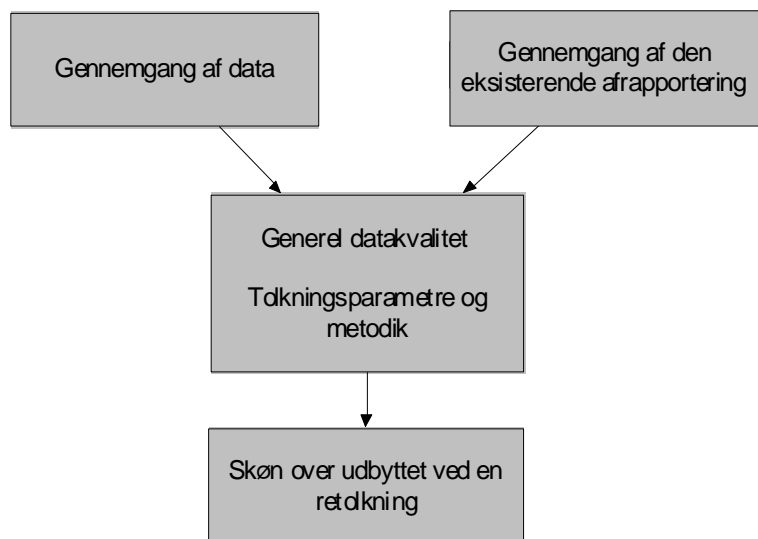 Gennemgang af data
Gennemgang af den
eksisterende afrapportering
Generel datakvalitet
Tolkningsparametre og
metodik
Skøn over udbyttet ved en
retolkning